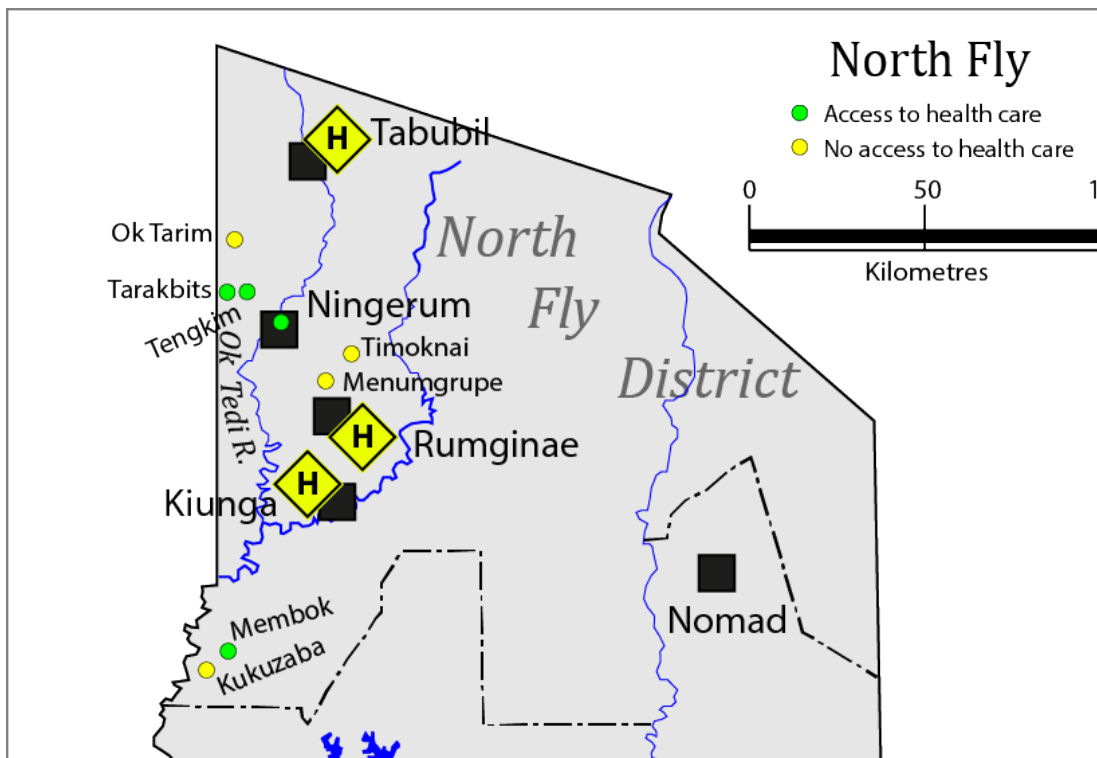 North Fly
Access to health care
No access to health care
0 50 1
Kilometres
H
Tabubil
North
Fly
District
Ok Tarim
Tarakbits
Tengkim
Ningerum
Ok Tedi R.
Timoknai
Menumgrupe
H
Rumginae
H
Kiunga
Nomad
Membok
Kukuzaba